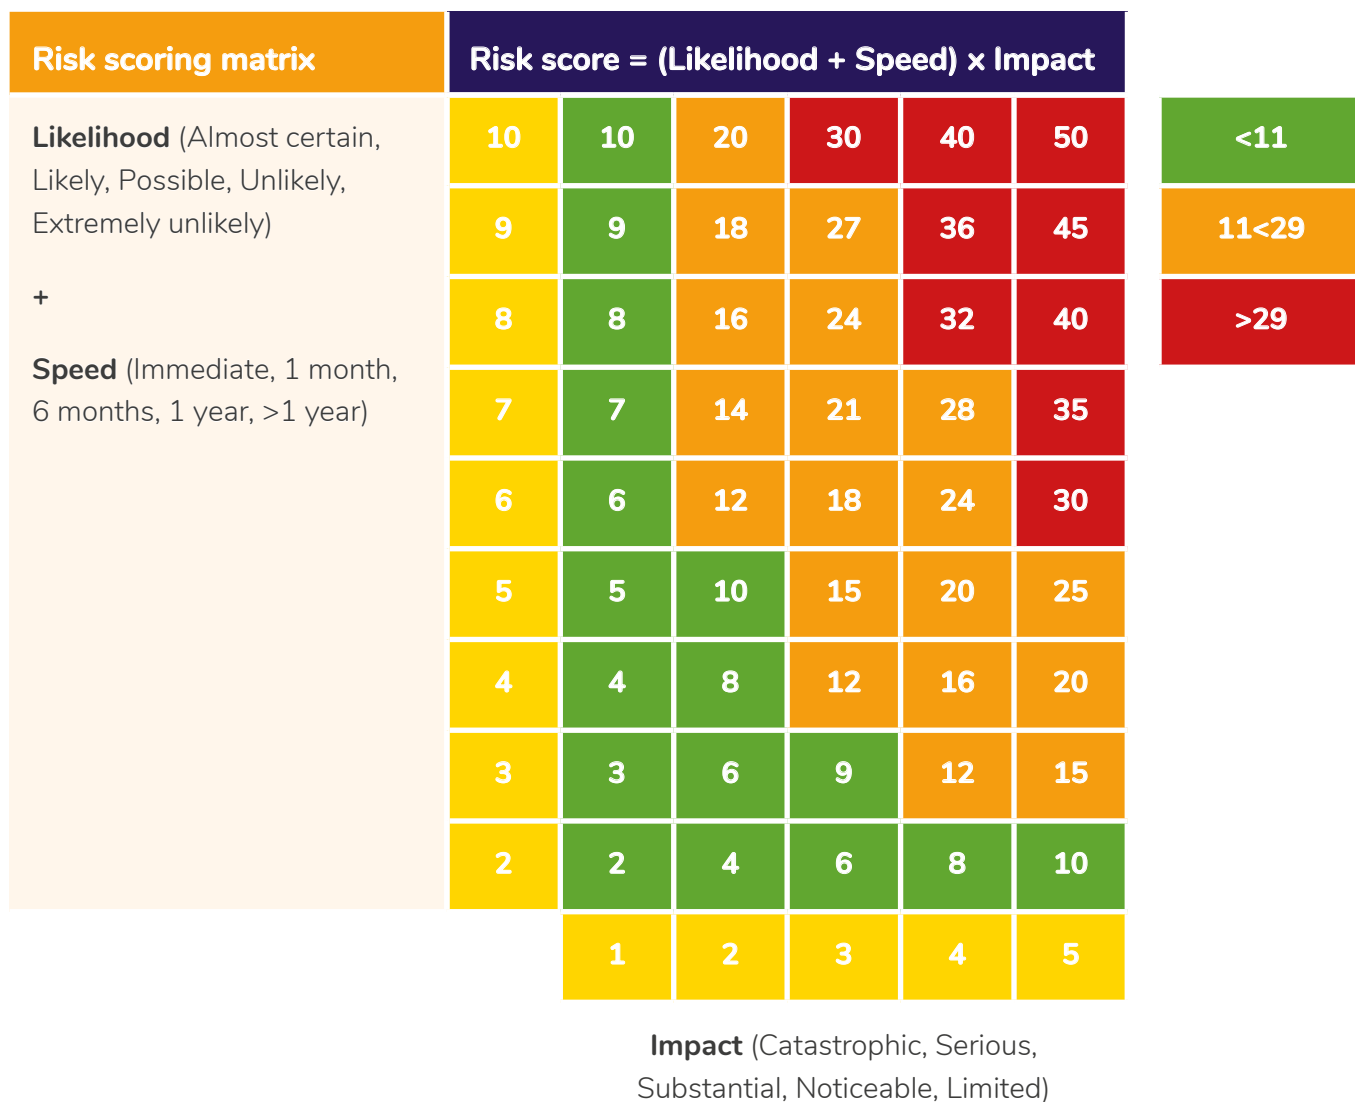 Risk scoring matrix
Risk score = (Likelihood + Speed) x Impact
Likelihood (Almost certain,
Likely, Possible, Unlikely,
Extremely unlikely)
+
Speed (Immediate, 1 month,
6 months, 1 year, >1 year)
10 10 20 30 40 50
9 9 18 27 36 45
8 8 16 24 32 40
7 7 14 21 28 35
6 6 12 18 24 30
5 5 10 15 20 25
4 4 8 12 16 20
3 3 6 9 12 15
2 2 4 6 8 10
1 2 3 4 5
<11
11<29
>29
Impact (Catastrophic, Serious,
Substantial, Noticeable, Limited)